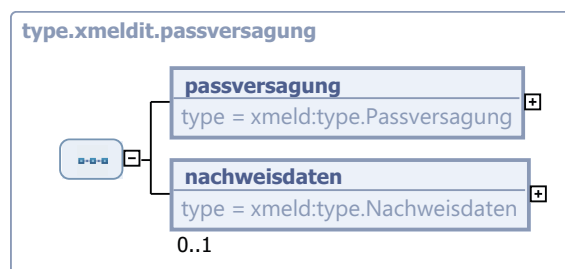 type.xmeldit.passversagung
passversagung
type = xmeld:type.Passversagung
nachweisdaten
type = xmeld:type.Nachweisdaten
0..1